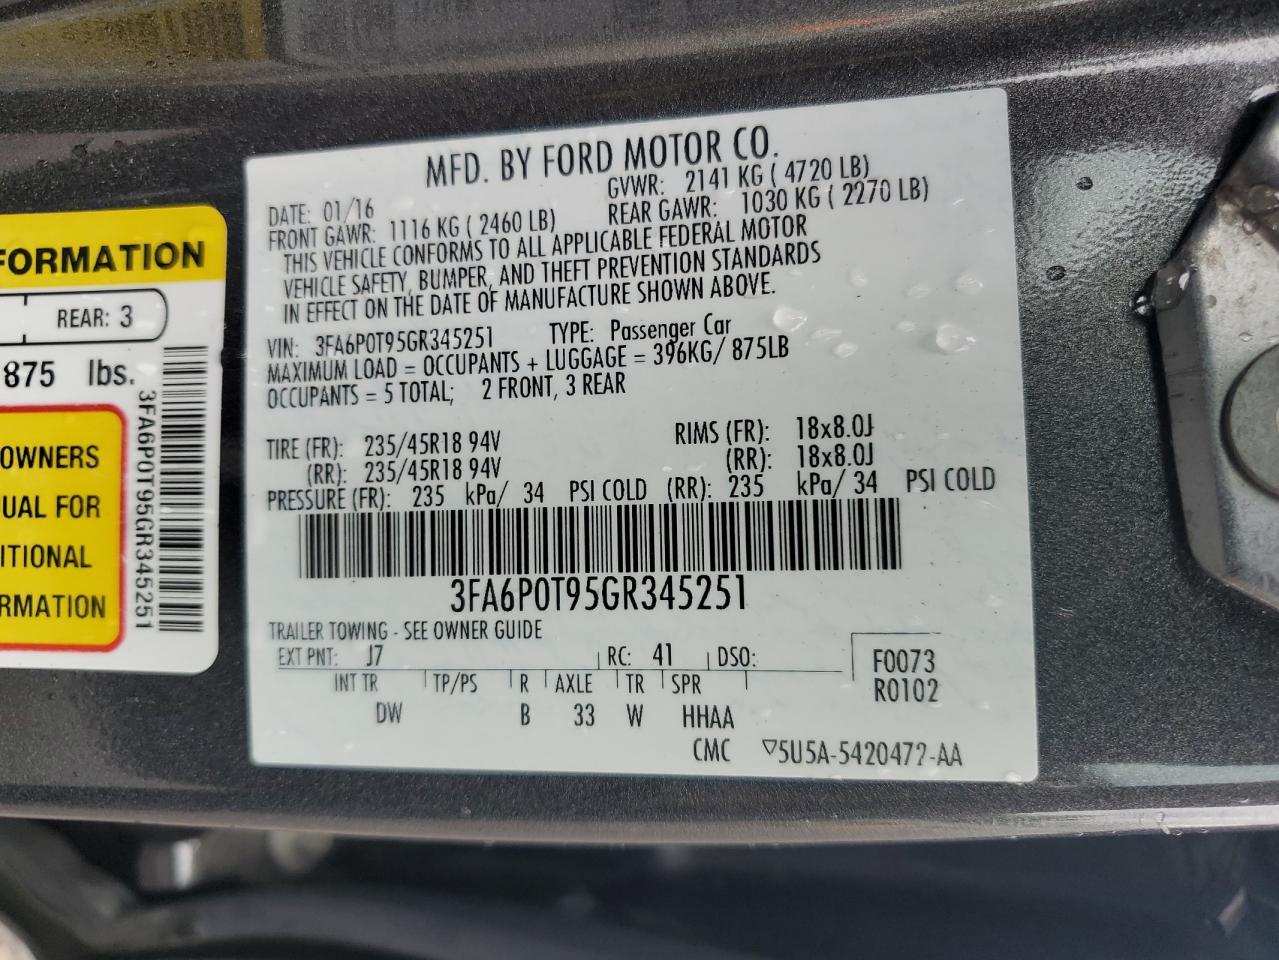 FORMATION
REAR: 3
875 lbs.
OWNERS
UAL FOR
ITIONAL
RMATION
3FA6P0T95GR345251
MFD. BY FORD MOTOR CO.
DATE: 01/16 GVWR: 2141 KG ( 4720 LB)
FRONT GAWR: 1116 KG ( 2460 LB) REAR GAWR: 1030 KG ( 2270 LB)
THIS VEHICLE CONFORMS TO ALL APPLICABLE FEDERAL MOTOR
VEHICLE SAFETY, BUMPER, AND THEFT PREVENTION STANDARDS
IN EFFECT ON THE DATE OF MANUFACTURE SHOWN ABOVE.
VIN: 3FA6P0T95GR345251 TYPE: Passenger Car
MAXIMUM LOAD = OCCUPANTS + LUGGAGE = 396KG/ 875LB
OCCUPANTS = 5 TOTAL; 2 FRONT, 3 REAR
TIRE (FR): 235/45R18 94V RIMS (FR): 18x8.0J
(RR): 235/45R18 94V (RR): 18x8.0J
PRESSURE (FR): 235 kPa/ 34 PSI COLD (RR): 235 kPa/ 34 PSI COLD
3FA6P0T95GR345251
TRAILER TOWING - SEE OWNER GUIDE
EXT PNT: J7 RC: 41 DSO:
INT TR TP/PS R AXLE TR SPR
DW B 33 W HHAA
F0073
R0102
CMC ▽5U5A-5420472-AA